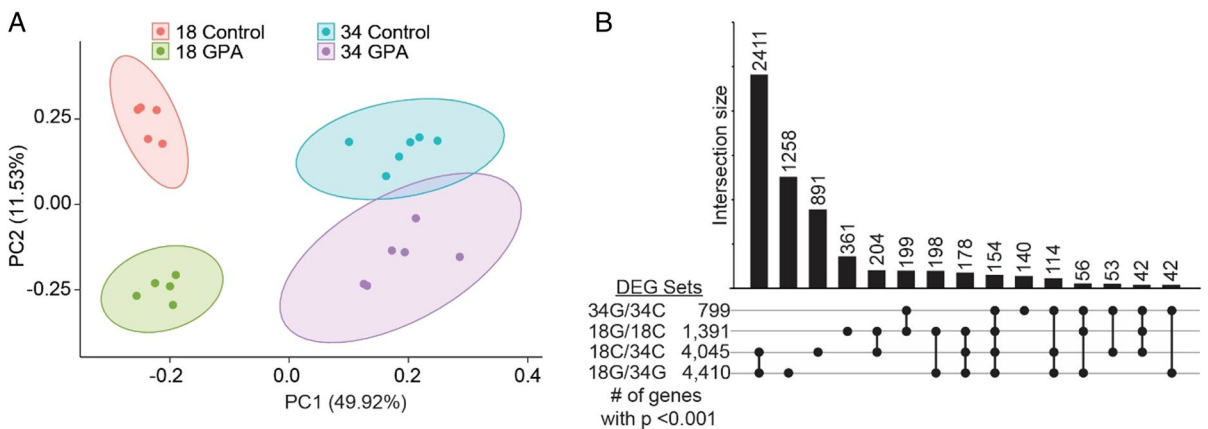 A
18 Control
34 Control
18 GPA
34 GPA
PC2 (11.53%)
0.25
0.00
-0.25
-0.2
0.0
0.2
0.4
PC1 (49.92%)
B
Intersection size
2411
1258
891
361
204
199
198
178
154
140
114
56
53
42
42
DEG Sets
34G/34C 799
18G/18C 1,391
18C/34C 4,045
18G/34G 4,410
# of genes
with p <0.001